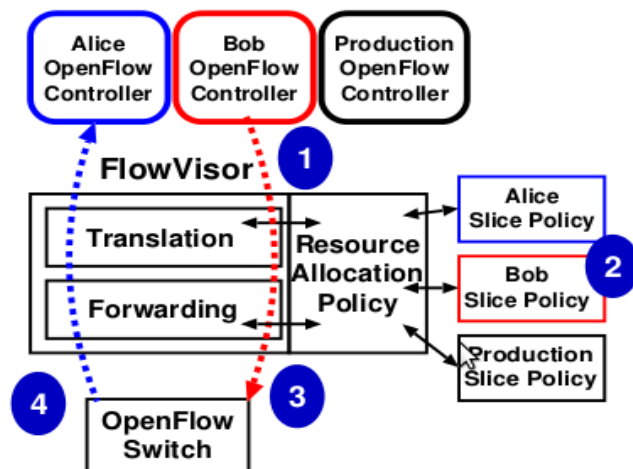 Alice
OpenFlow
Controller
Bob
OpenFlow
Controller
Production
OpenFlow
Controller
1
FlowVisor
Translation
Forwarding
Resource
Allocation
Policy
Alice
Slice Policy
2
Bob
Slice Policy
Production
Slice Policy
3
4
OpenFlow
Switch